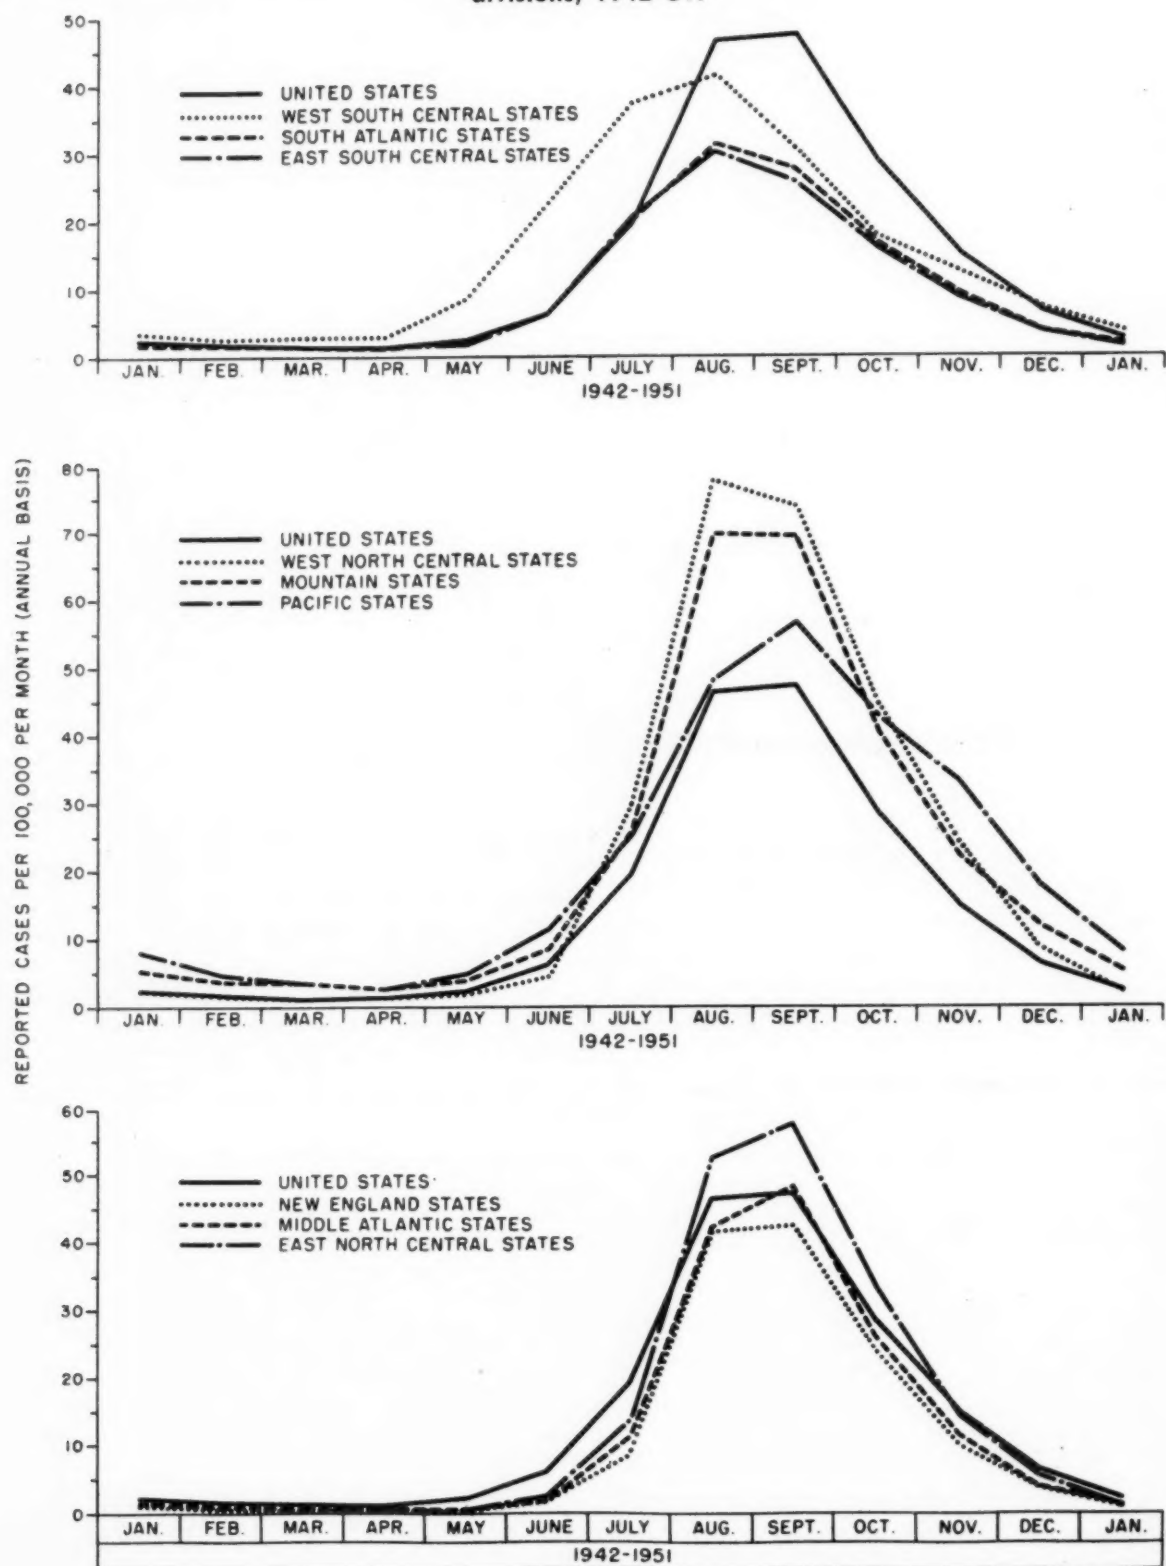 50
UNITED STATES
WEST SOUTH CENTRAL STATES
SOUTH ATLANTIC STATES
EAST SOUTH CENTRAL STATES
40
30
20
10
0
JAN. FEB. MAR. APR. MAY JUNE JULY AUG. SEPT. OCT. NOV. DEC. JAN.
1942-1951
REPORTED CASES PER 100,000 PER MONTH (ANNUAL BASIS)
80
UNITED STATES
WEST NORTH CENTRAL STATES
MOUNTAIN STATES
PACIFIC STATES
70
60
50
40
30
20
10
0
JAN. FEB. MAR. APR. MAY JUNE JULY AUG. SEPT. OCT. NOV. DEC. JAN.
1942-1951
60
UNITED STATES
NEW ENGLAND STATES
MIDDLE ATLANTIC STATES
EAST NORTH CENTRAL STATES
50
40
30
20
10
0
JAN. FEB. MAR. APR. MAY JUNE JULY AUG. SEPT. OCT. NOV. DEC. JAN.
1942-1951